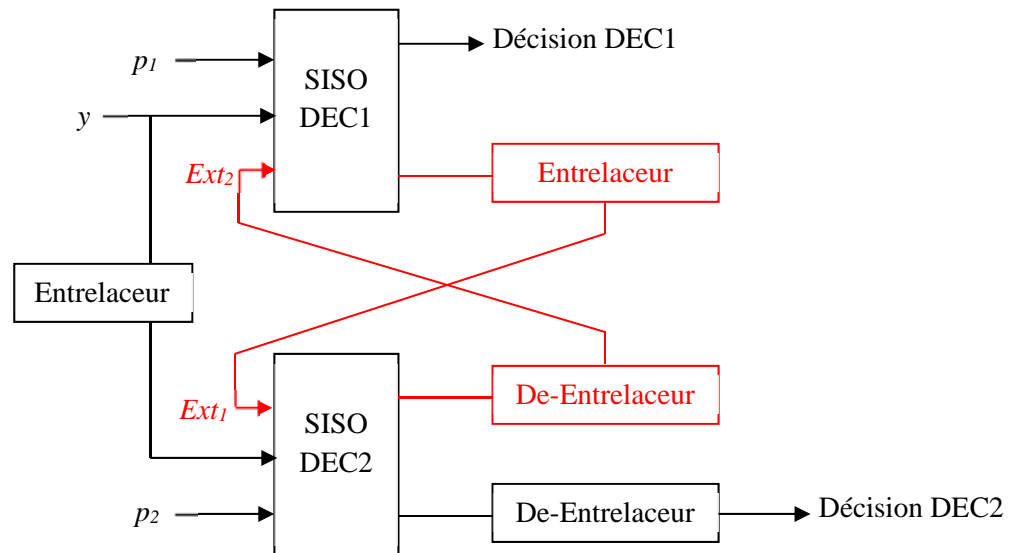 Décision DEC1
p1
SISO
DEC1
y
Ext2
Entrelaceur
Entrelaceur
De-Entrelaceur
Ext1
SISO
DEC2
p2
De-Entrelaceur
Décision DEC2